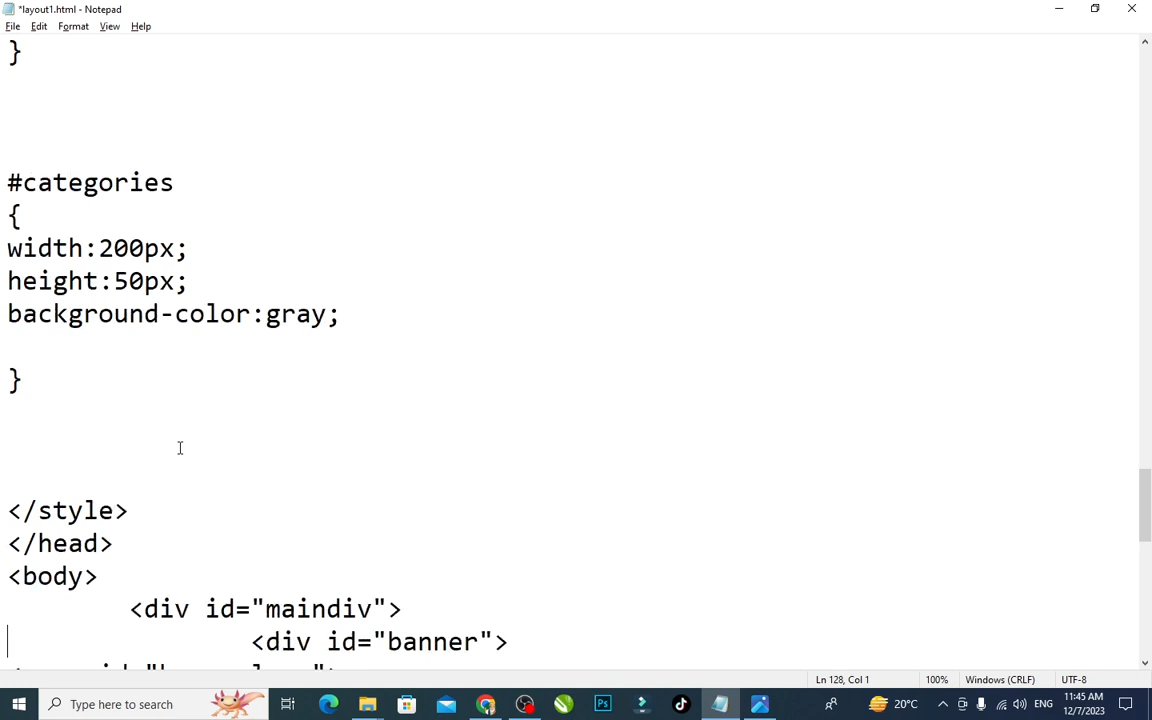 *layout1.html - Notepad
File Edit Format View Help
}
#categories
{
width:200px;
height:50px;
background-color:gray;
}
</style>
</head>
<body>
<div id="maindiv">
<div id="banner">
Ln 128, Col 1 100% Windows (CRLF) UTF-8
Type here to search
Ps
20°C
ENG
11:45 AM
12/7/2023